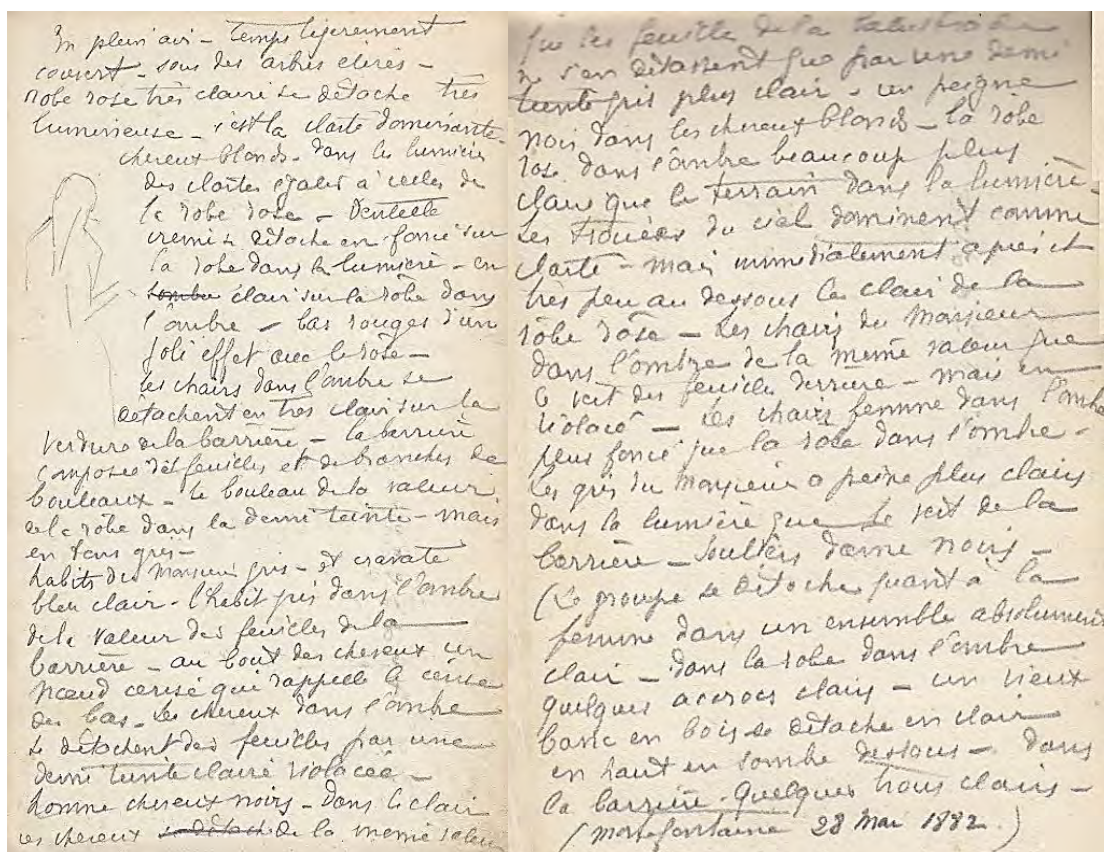 En plein air - temps légèrement
couvert - sous des arbres
robe rose très claire se détache très
lumineuse - c'est la clarté dominante -
cheveux blonds - dans les lumières
des clartés égales à celles de
la robe rose - Dentelle
crème se détache en foncé sur
la robe dans la lumière - en
sombre clair sur la robe dans
l'ombre - bas rouges d'un
joli effet avec le rose -
les chairs dans l'ombre se
détachent en très clair sur la
verdure de la barrière - la barrière
composée des feuilles et de branches de
bouleaux - le bouleau de la valeur
de la robe dans la demi teinte - mais
en tons gris -
habits du Monsieur gris - et cravate
bleu clair - l'habit gris dans l'ombre
de la valeur des feuilles de la
barrière - au bout des cheveux un
noeud cerise qui rappelle le cerise
des bas - les cheveux dans l'ombre
se détachent des feuilles par une
demi teinte claire violacée -
homme cheveux noirs - dans le clair
ces cheveux se détache de la même valeur
que les feuille de la
ne s'en détachent que par une demi
teinte gris plus clair - un peigne
noir dans les cheveux blonds - la robe
rose dans l'ombre beaucoup plus
claire que le terrain dans la lumière -
Les trouées du ciel dominent comme
clarté - mais immédiatement après et
très peu au dessous les clair de la
robe rose - Les chairs du Monsieur
dans l'ombre de la même valeur que
le vert des feuilles derrière - mais en
violacé - Les chairs femme dans l'ombre
plus foncé que la robe dans l'ombre -
Les gris du Monsieur a peine plus clairs
dans la lumière que le vert de la
barrière - Souliers dame noirs -
(Le groupe se détache quant à la
femme dans un ensemble absolument
clair - dans la robe dans l'ombre
quelques accrocs clairs - un vieux
banc en bois se détache en clair
en haut en sombre dessous - dans
la barrière quelques trous clairs -
(Mortefontaine 28 Mai 1882.)